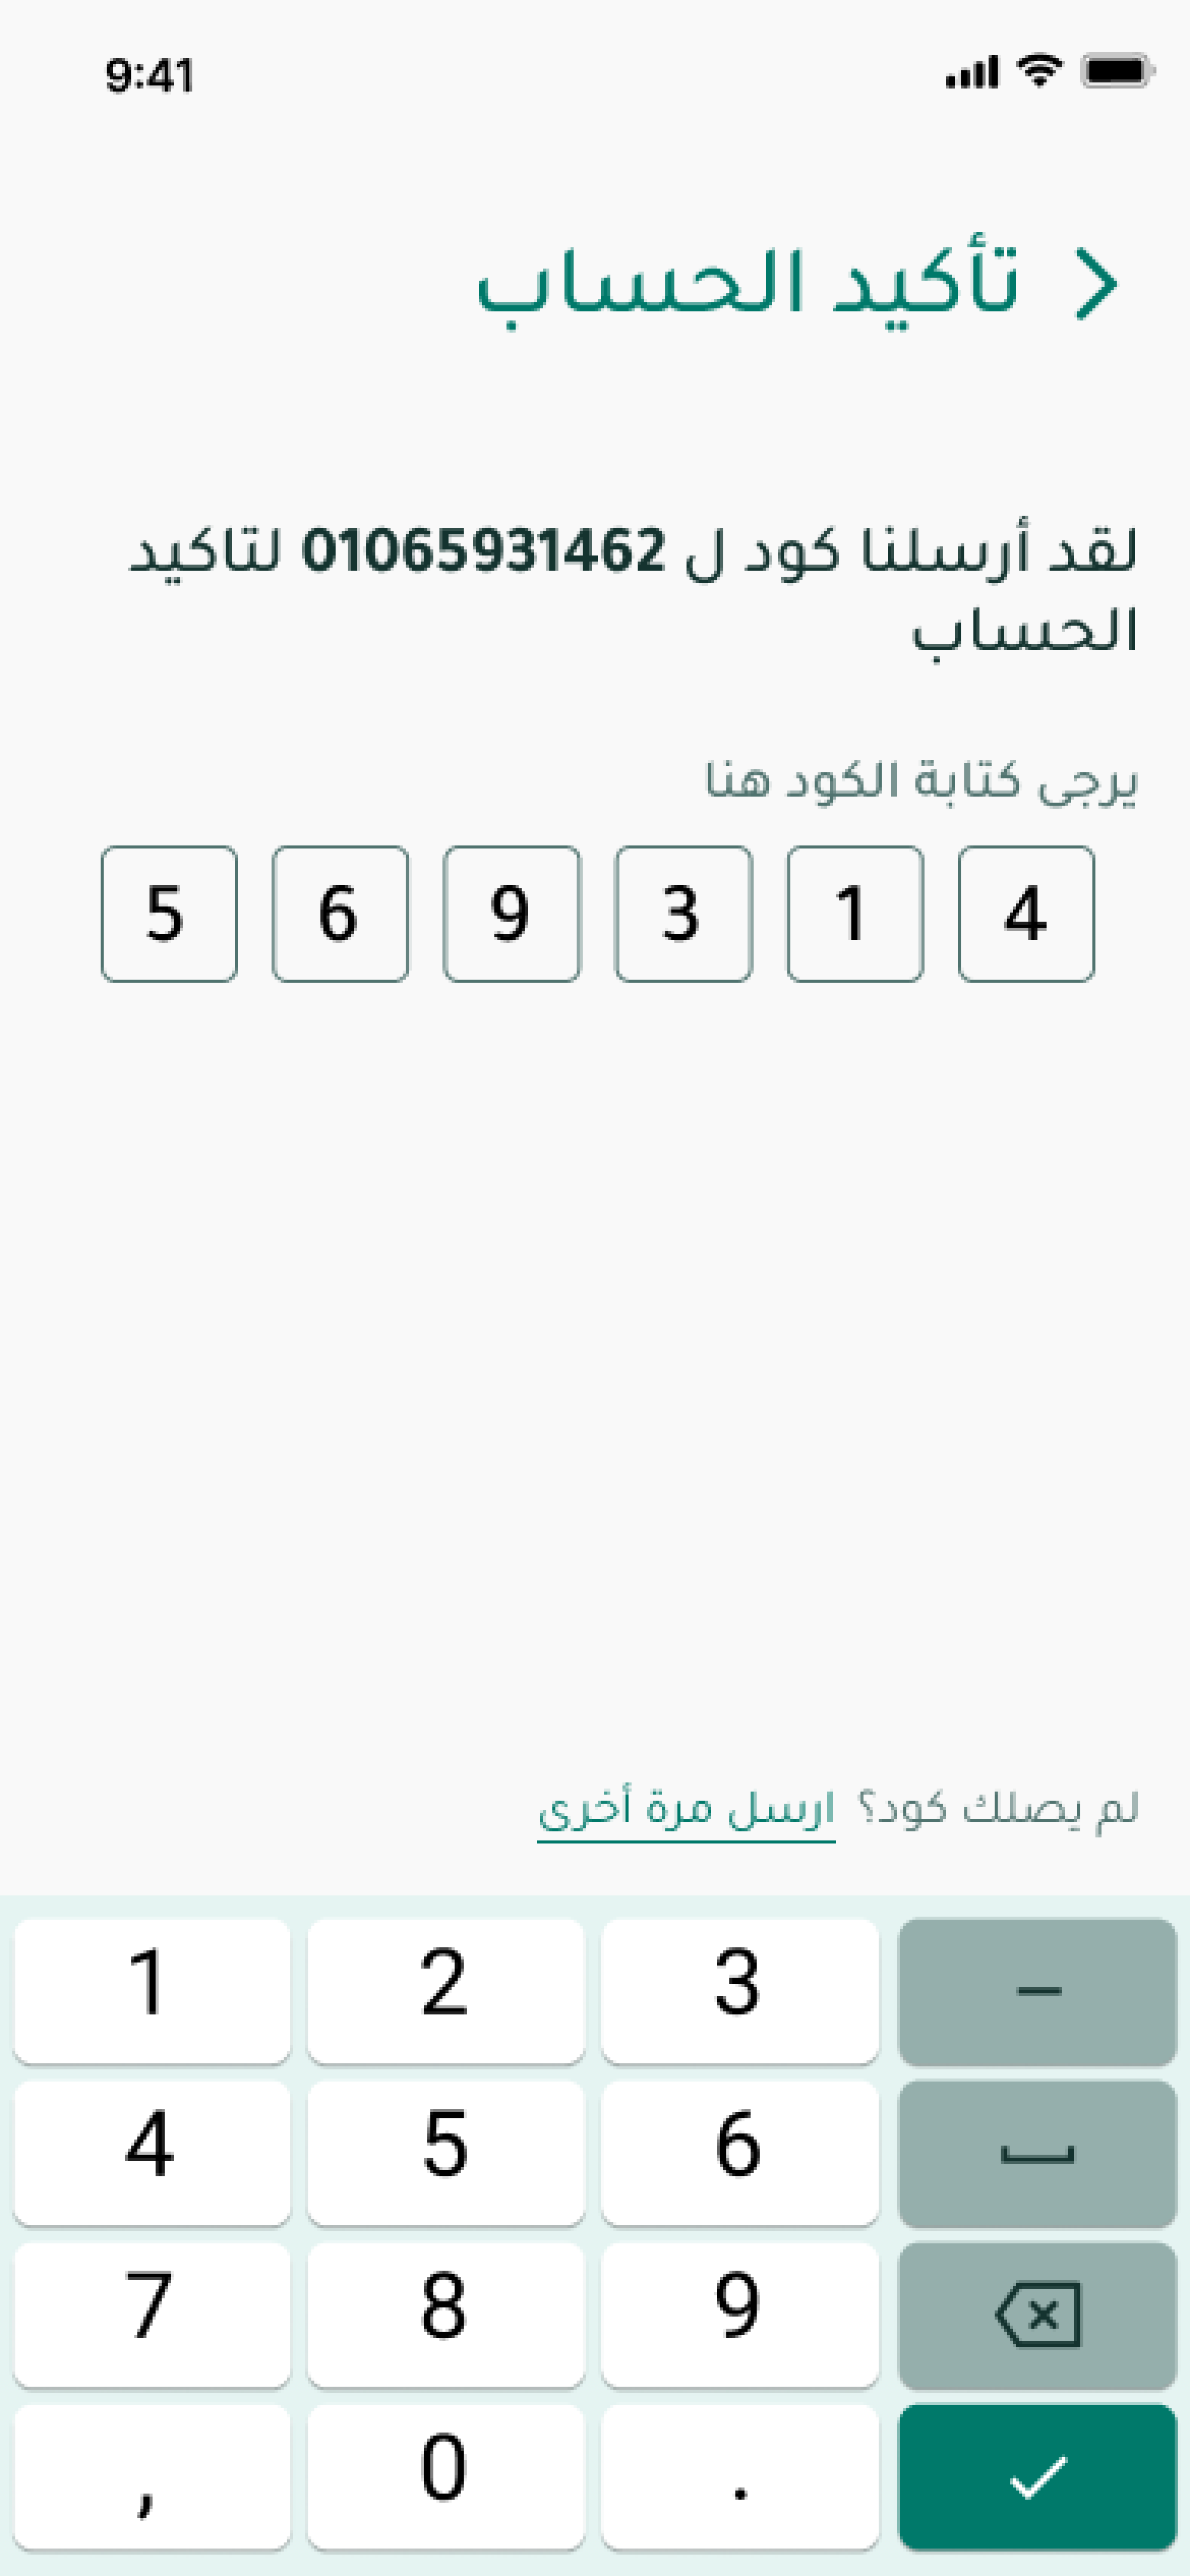 9:41
تأكيد الحساب
لقد أرسلنا كود ل 01065931462 لتاكيد
الحساب
يرجى كتابة الكود هنا
5 6 9 3 1 4
لم يصلك كود؟ ارسل مرة أخرى
1 2 3 –
4 5 6
7 8 9
, 0 .